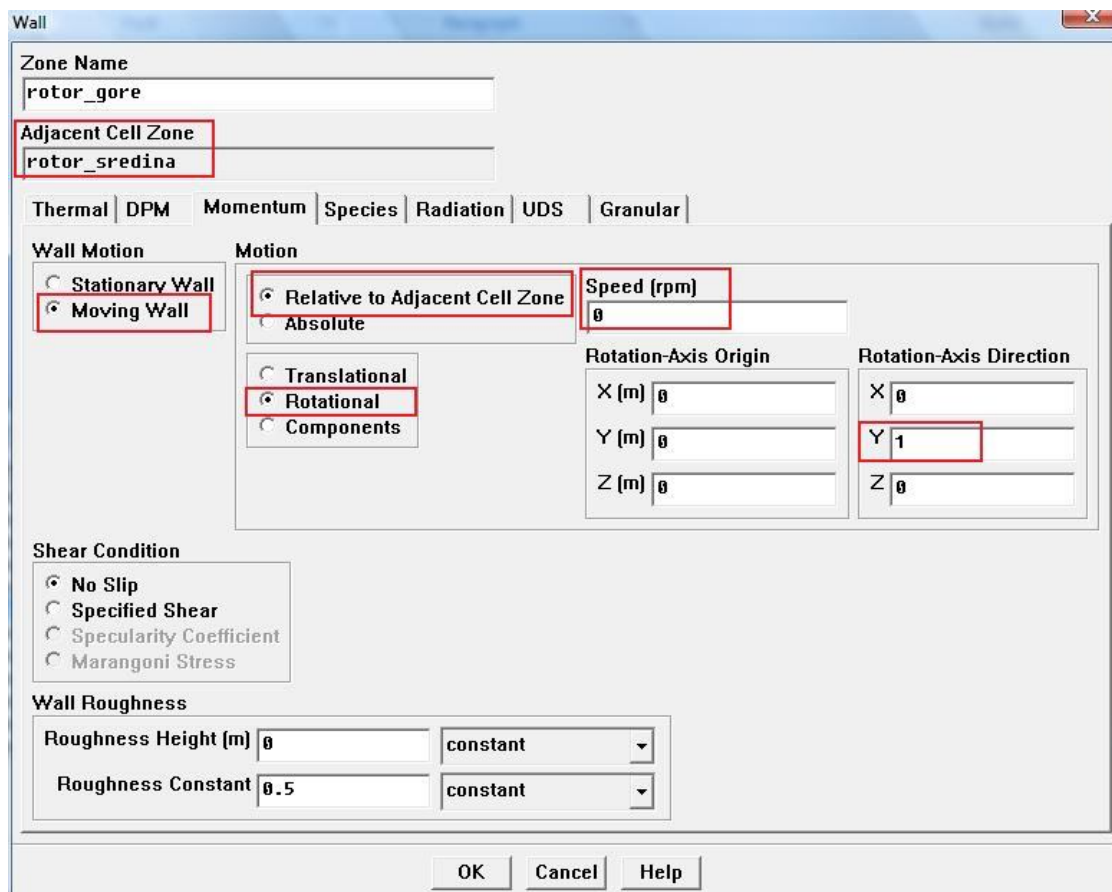 Wall
X
Zone Name
rotor_gore
Adjacent Cell Zone
rotor_sredina
Thermal DPM Momentum Species Radiation UDS Granular
Wall Motion Motion
Stationary Wall
Moving Wall
Relative to Adjacent Cell Zone
Absolute
Speed (rpm)
0
Translational
Rotational
Components
Rotation-Axis Origin
X (m) 0
Y (m) 0
Z (m) 0
Rotation-Axis Direction
X 0
Y 1
Z 0
Shear Condition
No Slip
Specified Shear
Specularity Coefficient
Marangoni Stress
Wall Roughness
Roughness Height (m) 0 constant
Roughness Constant 0.5 constant
OK Cancel Help